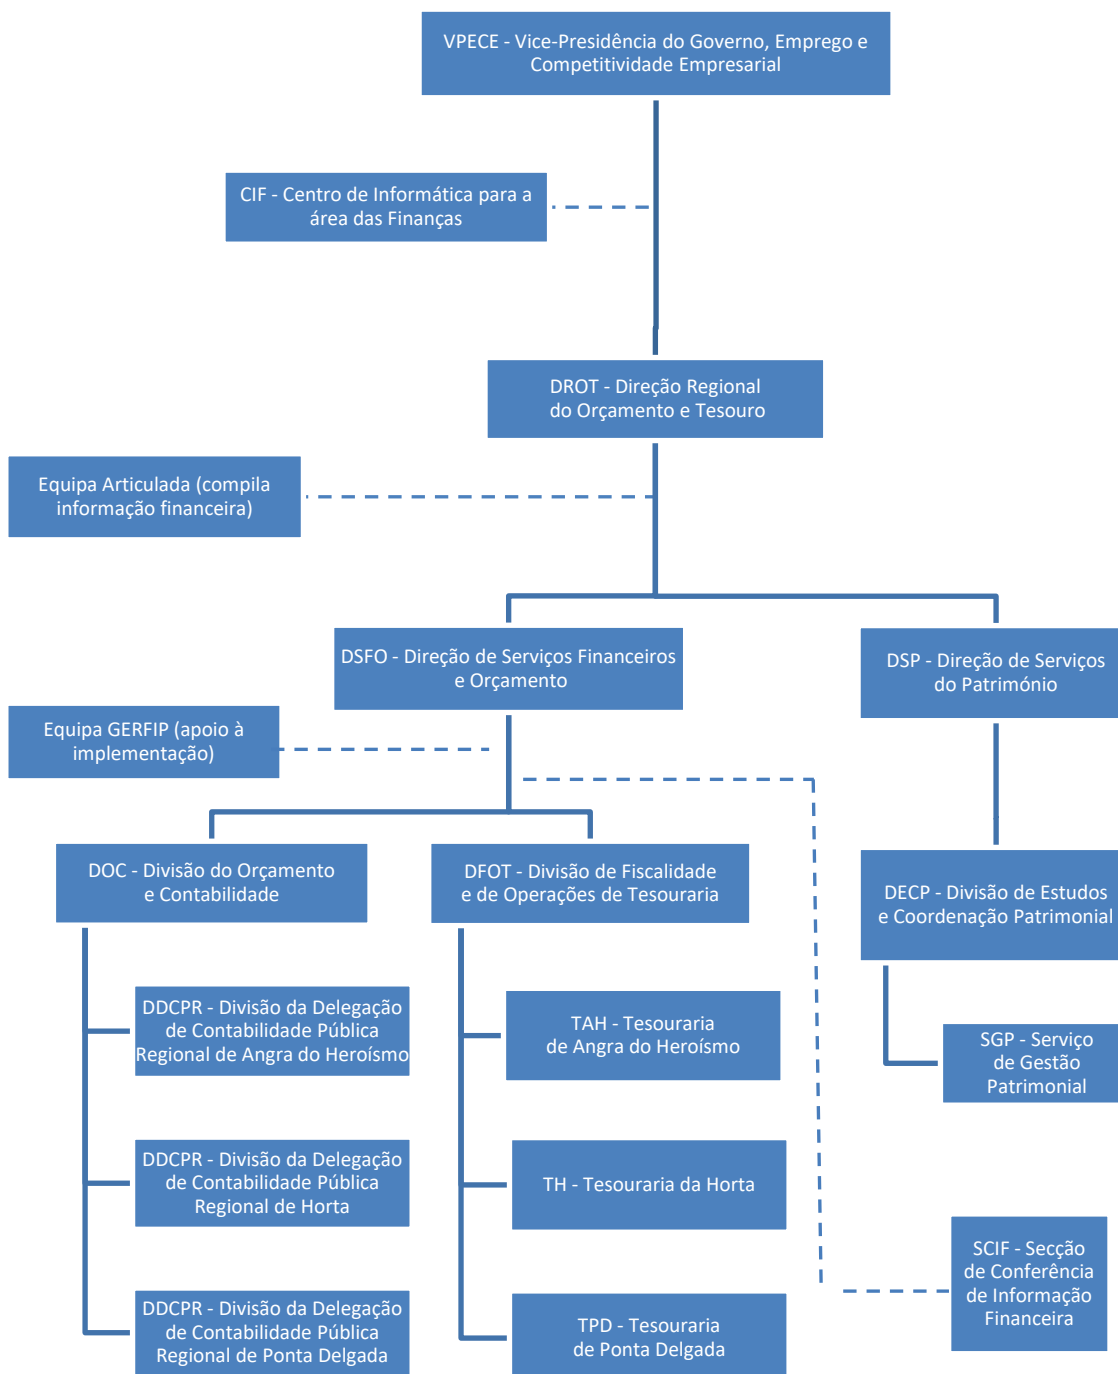 VPECE - Vice-Presidência do Governo, Emprego e
Competitividade Empresarial
CIF - Centro de Informática para a
área das Finanças
DROT - Direção Regional
do Orçamento e Tesouro
Equipa Articulada (compila
informação financeira)
DSFO - Direção de Serviços Financeiros
e Orçamento
DSP - Direção de Serviços
do Património
Equipa GERFIP (apoio à
implementação)
DOC - Divisão do Orçamento
e Contabilidade
DFOT - Divisão de Fiscalidade
e de Operações de Tesouraria
DECP - Divisão de Estudos
e Coordenação Patrimonial
DDCPR - Divisão da Delegação
de Contabilidade Pública
Regional de Angra do Heroísmo
TAH - Tesouraria
de Angra do Heroísmo
SGP - Serviço
de Gestão
Patrimonial
DDCPR - Divisão da Delegação
de Contabilidade Pública
Regional de Horta
TH - Tesouraria da Horta
SCIF - Secção
de Conferência
de Informação
Financeira
DDCPR - Divisão da Delegação
de Contabilidade Pública
Regional de Ponta Delgada
TPD - Tesouraria
de Ponta Delgada